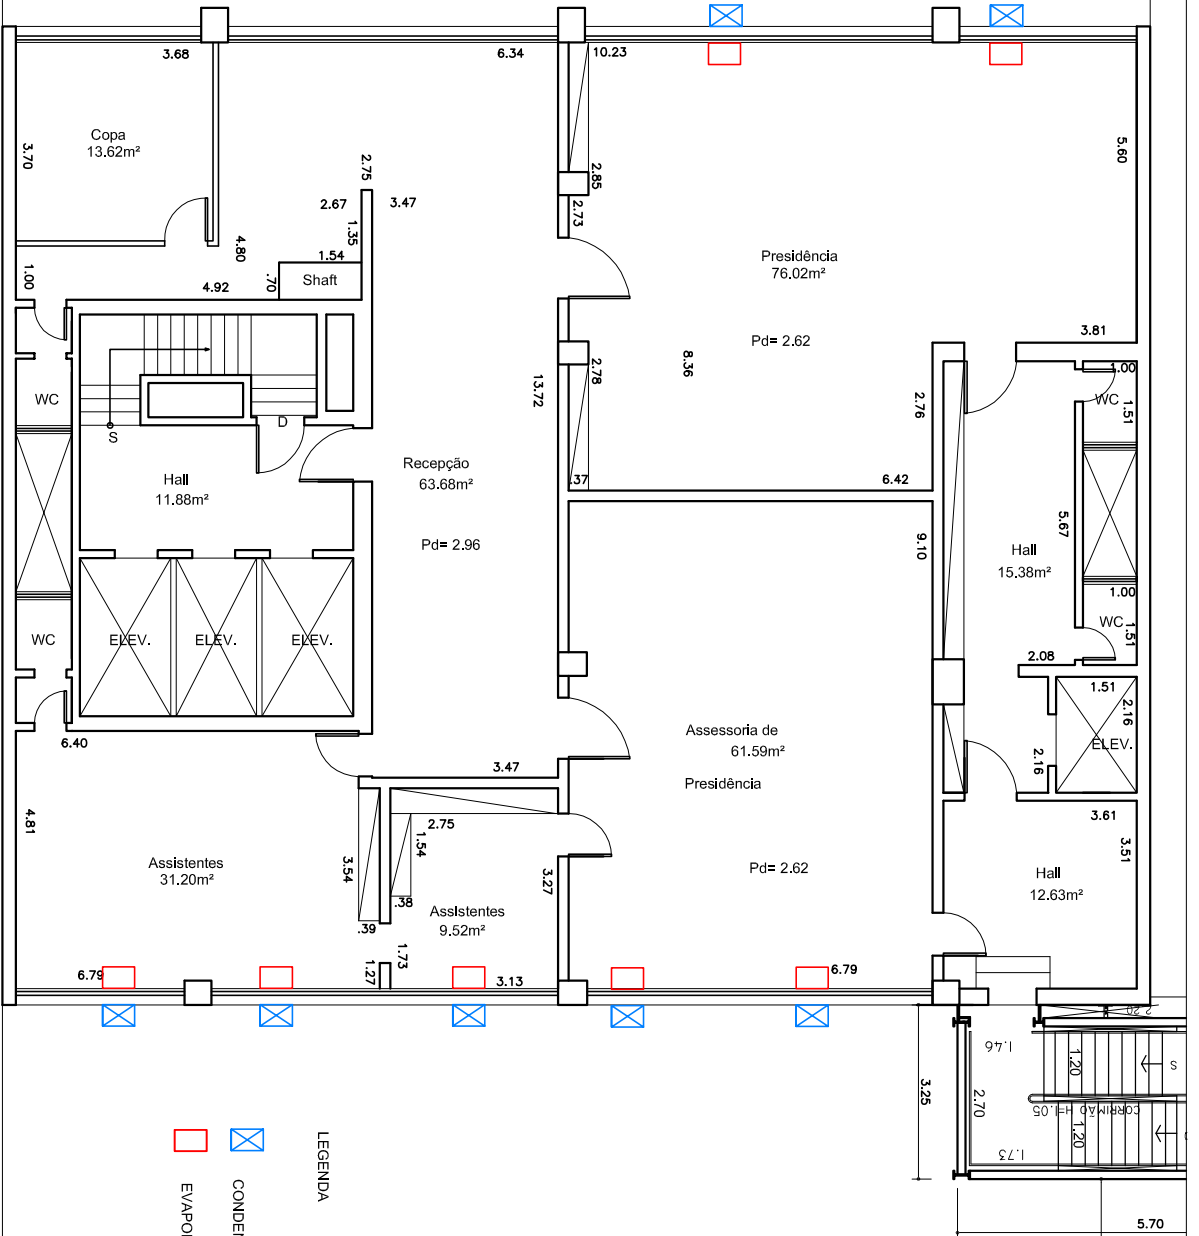 3.68
6.34
10.23
Copa
13.62m²
3.70
2.75
2.85
5.60
2.67
3.47
1.35
2.73
4.80
1.54
Presidência
76.02m²
1.00
4.92
.70
Shaft
Pd= 2.62
3.81
8.36
2.78
1.00
WC
13.72
2.76
WC
1.51
S
D
Recepção
63.68m²
Hall
11.88m²
.37
6.42
Pd= 2.96
9.10
5.67
Hall
15.38m²
1.00
WC
1.51
WC
ELEV.
ELEV.
ELEV.
2.08
1.51
2.16
6.40
Assessoria de
61.59m²
Presidência
ELEV.
2.16
3.47
4.81
2.75
1.54
3.61
3.51
Assistentes
31.20m²
3.54
3.27
Pd= 2.62
Hall
12.63m²
.38
.39
Assistentes
9.52m²
1.73
1.27
6.79
3.13
6.79
2.20
1.46
1.20
S
3.25
2.70
CORRIMÃO H=1.05
1.20
1.73
LEGENDA
CONDEN
EVAPOR
5.70